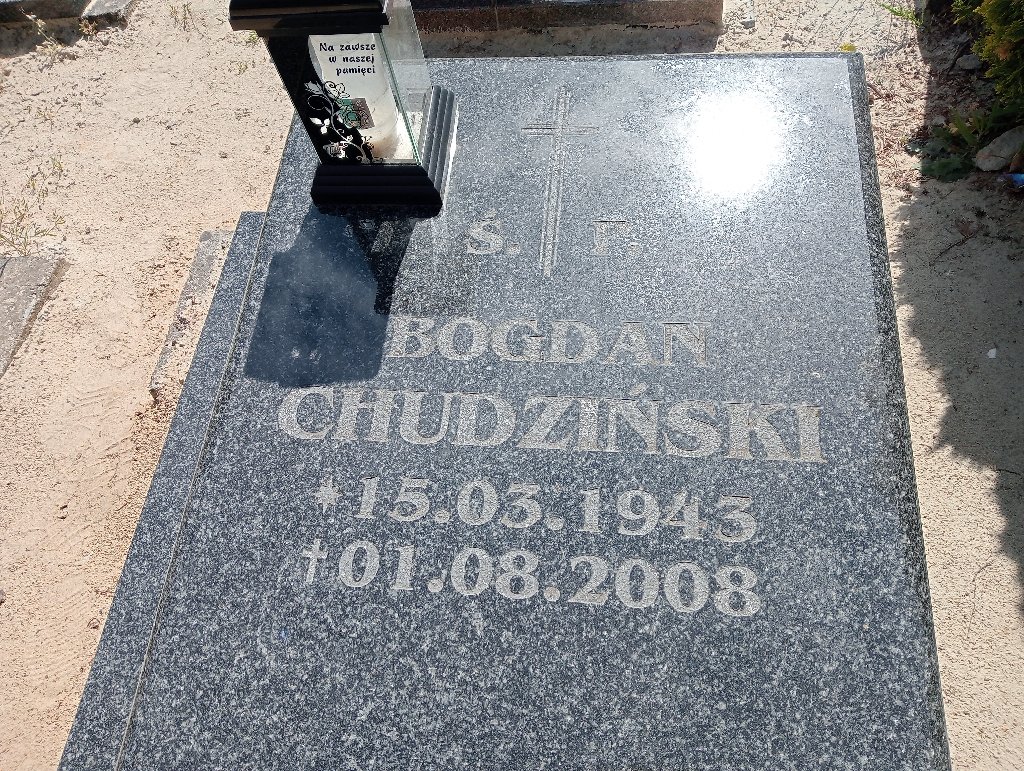 Na zawsze
w naszej
pamięci
Ś. P.
BOGDAN
CHUDZIŃSKI
15.03.1943
01.08.2008